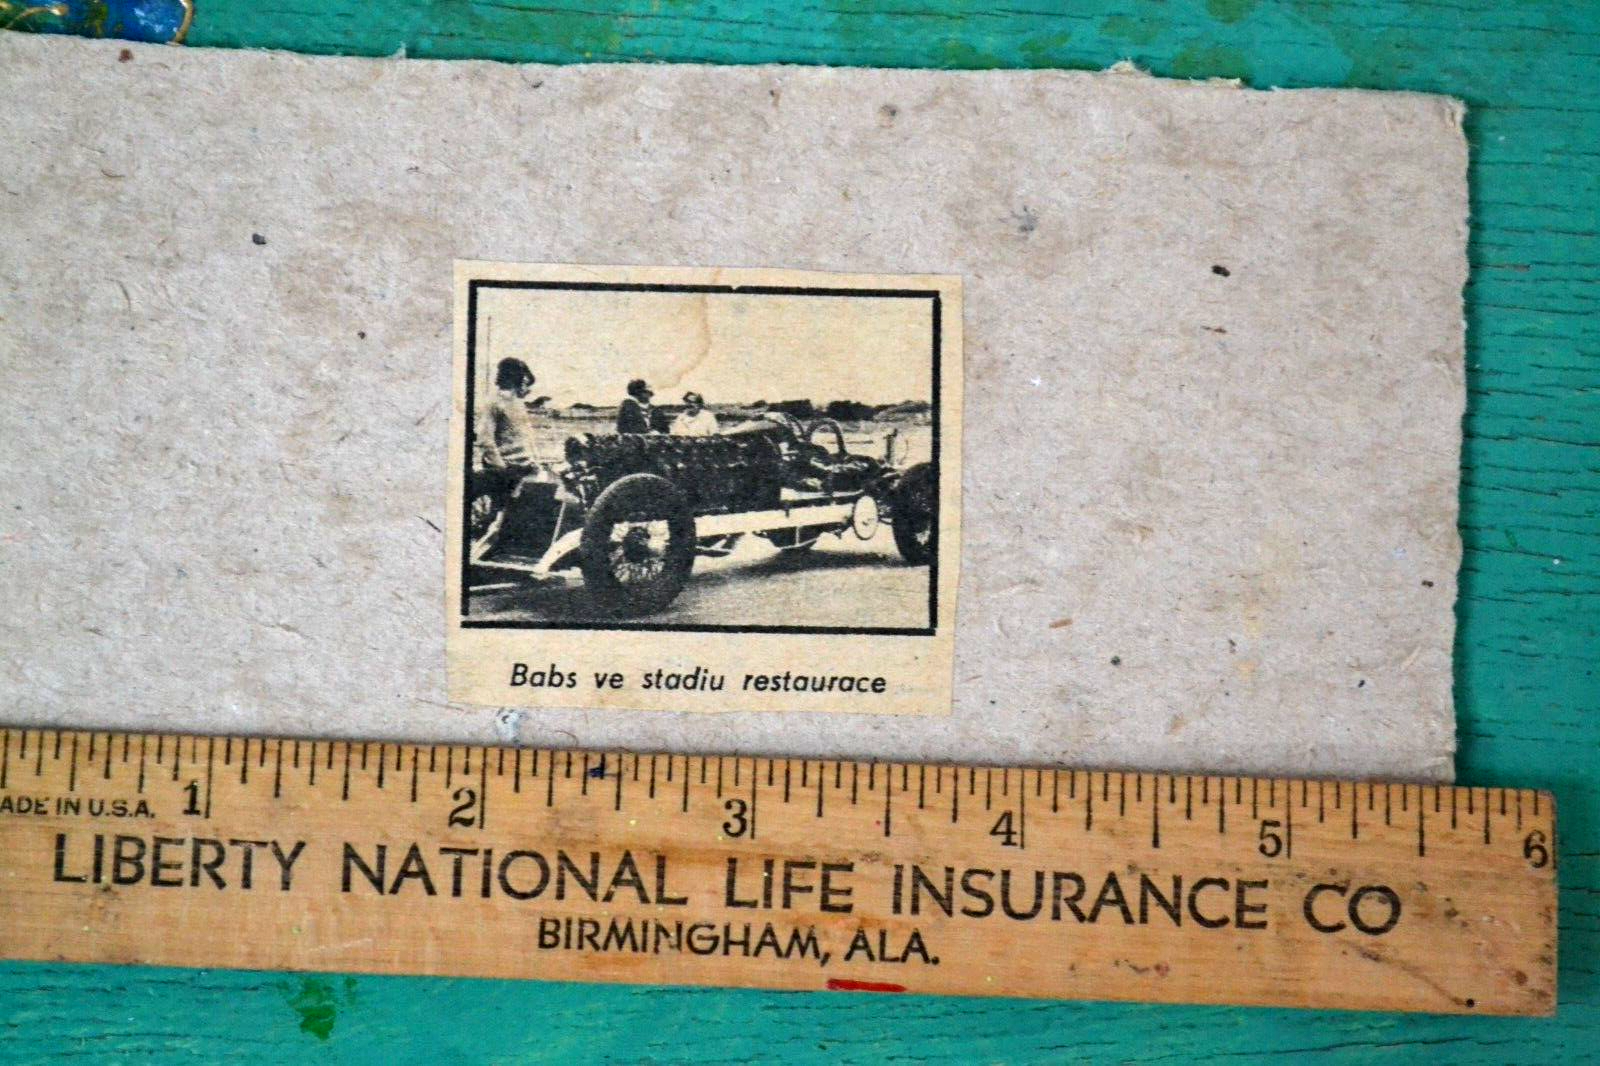 Babs ve stadiu restaurace
ADE IN U.S.A. 1 2 3 4 5 6
LIBERTY NATIONAL LIFE INSURANCE CO
BIRMINGHAM, ALA.